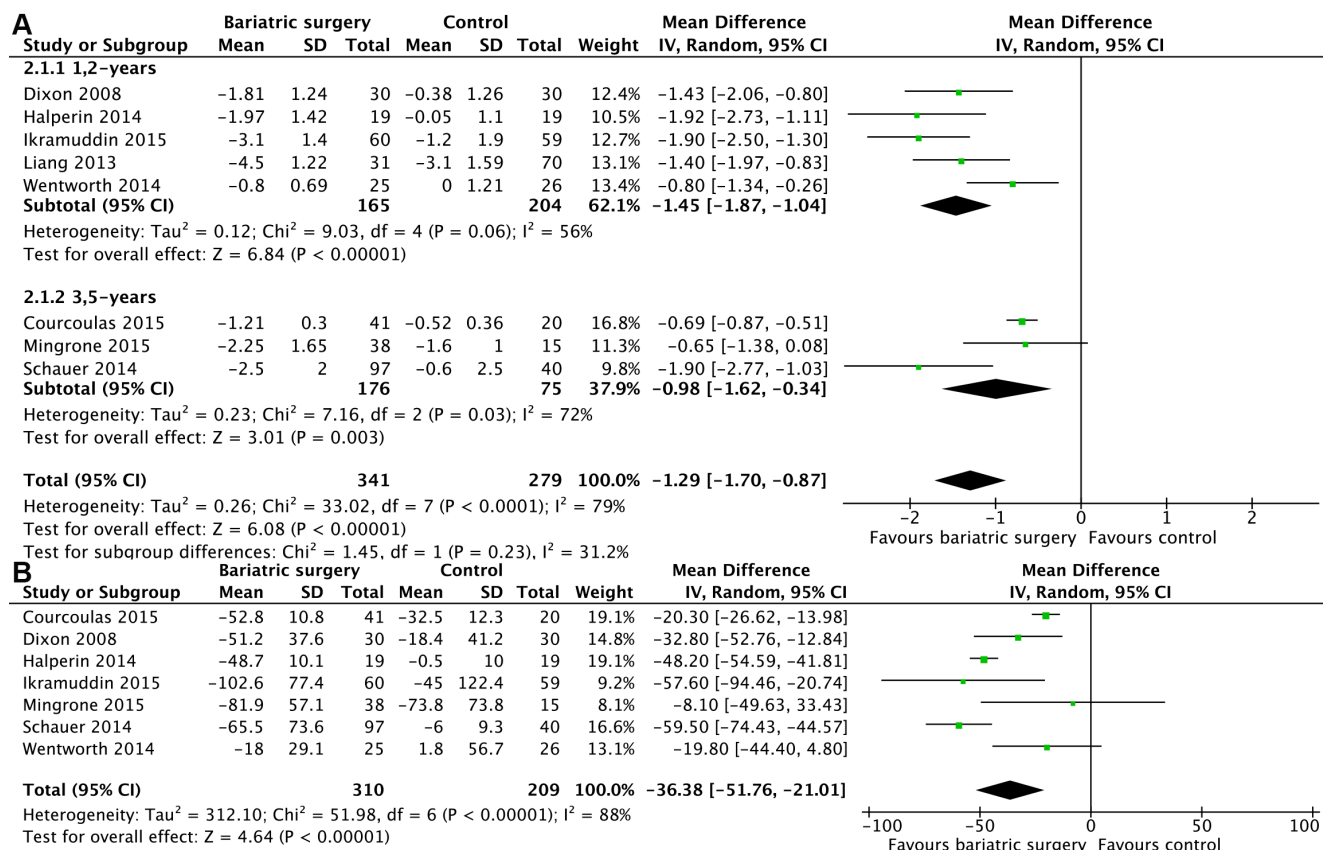 A
Bariatric surgery Control Mean Difference Mean Difference
Study or Subgroup Mean SD Total Mean SD Total Weight IV, Random, 95% CI IV, Random, 95% CI
2.1.1 1,2-years
Dixon 2008 −1.81 1.24 30 −0.38 1.26 30 12.4% −1.43 [−2.06, −0.80]
Halperin 2014 −1.97 1.42 19 −0.05 1.1 19 10.5% −1.92 [−2.73, −1.11]
Ikramuddin 2015 −3.1 1.4 60 −1.2 1.9 59 12.7% −1.90 [−2.50, −1.30]
Liang 2013 −4.5 1.22 31 −3.1 1.59 70 13.1% −1.40 [−1.97, −0.83]
Wentworth 2014 −0.8 0.69 25 0 1.21 26 13.4% −0.80 [−1.34, −0.26]
Subtotal (95% CI) 165 204 62.1% −1.45 [−1.87, −1.04]
Heterogeneity: Tau² = 0.12; Chi² = 9.03, df = 4 (P = 0.06); I² = 56%
Test for overall effect: Z = 6.84 (P < 0.00001)
2.1.2 3,5-years
Courcoulas 2015 −1.21 0.3 41 −0.52 0.36 20 16.8% −0.69 [−0.87, −0.51]
Mingrone 2015 −2.25 1.65 38 −1.6 1 15 11.3% −0.65 [−1.38, 0.08]
Schauer 2014 −2.5 2 97 −0.6 2.5 40 9.8% −1.90 [−2.77, −1.03]
Subtotal (95% CI) 176 75 37.9% −0.98 [−1.62, −0.34]
Heterogeneity: Tau² = 0.23; Chi² = 7.16, df = 2 (P = 0.03); I² = 72%
Test for overall effect: Z = 3.01 (P = 0.003)
Total (95% CI) 341 279 100.0% −1.29 [−1.70, −0.87]
Heterogeneity: Tau² = 0.26; Chi² = 33.02, df = 7 (P < 0.0001); I² = 79%
Test for overall effect: Z = 6.08 (P < 0.00001)
Test for subgroup differences: Chi² = 1.45, df = 1 (P = 0.23), I² = 31.2%
−2 −1 0 1 2
Favours bariatric surgery Favours control
B
Bariatric surgery Control Mean Difference Mean Difference
Study or Subgroup Mean SD Total Mean SD Total Weight IV, Random, 95% CI IV, Random, 95% CI
Courcoulas 2015 −52.8 10.8 41 −32.5 12.3 20 19.1% −20.30 [−26.62, −13.98]
Dixon 2008 −51.2 37.6 30 −18.4 41.2 30 14.8% −32.80 [−52.76, −12.84]
Halperin 2014 −48.7 10.1 19 −0.5 10 19 19.1% −48.20 [−54.59, −41.81]
Ikramuddin 2015 −102.6 77.4 60 −45 122.4 59 9.2% −57.60 [−94.46, −20.74]
Mingrone 2015 −81.9 57.1 38 −73.8 73.8 15 8.1% −8.10 [−49.63, 33.43]
Schauer 2014 −65.5 73.6 97 −6 9.3 40 16.6% −59.50 [−74.43, −44.57]
Wentworth 2014 −18 29.1 25 1.8 56.7 26 13.1% −19.80 [−44.40, 4.80]
Total (95% CI) 310 209 100.0% −36.38 [−51.76, −21.01]
Heterogeneity: Tau² = 312.10; Chi² = 51.98, df = 6 (P < 0.00001); I² = 88%
Test for overall effect: Z = 4.64 (P < 0.00001)
−100 −50 0 50 100
Favours bariatric surgery Favours control